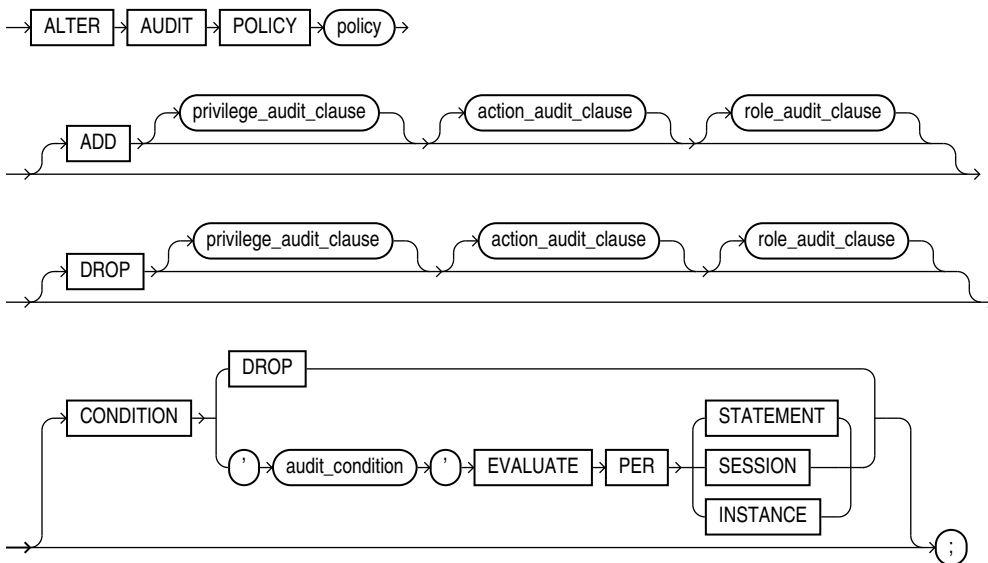 ALTER AUDIT POLICY policy
privilege_audit_clause action_audit_clause role_audit_clause
ADD
privilege_audit_clause action_audit_clause role_audit_clause
DROP
DROP
CONDITION STATEMENT
' audit_condition ' EVALUATE PER SESSION
INSTANCE
;